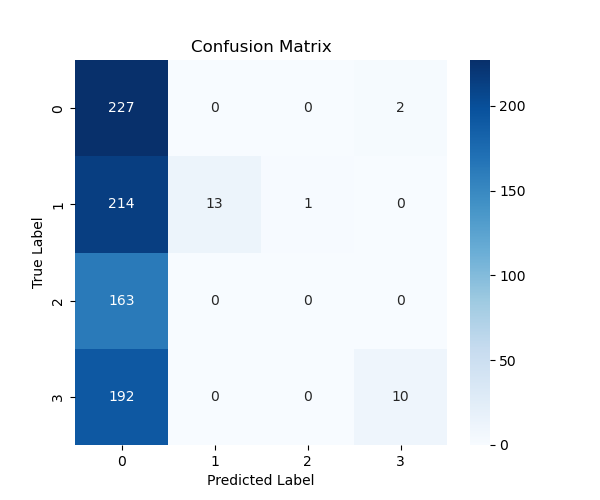 Confusion Matrix
True Label
0 227 0 0 2
1 214 13 1 0
2 163 0 0 0
3 192 0 0 10
0 1 2 3
Predicted Label
200
150
100
50
0